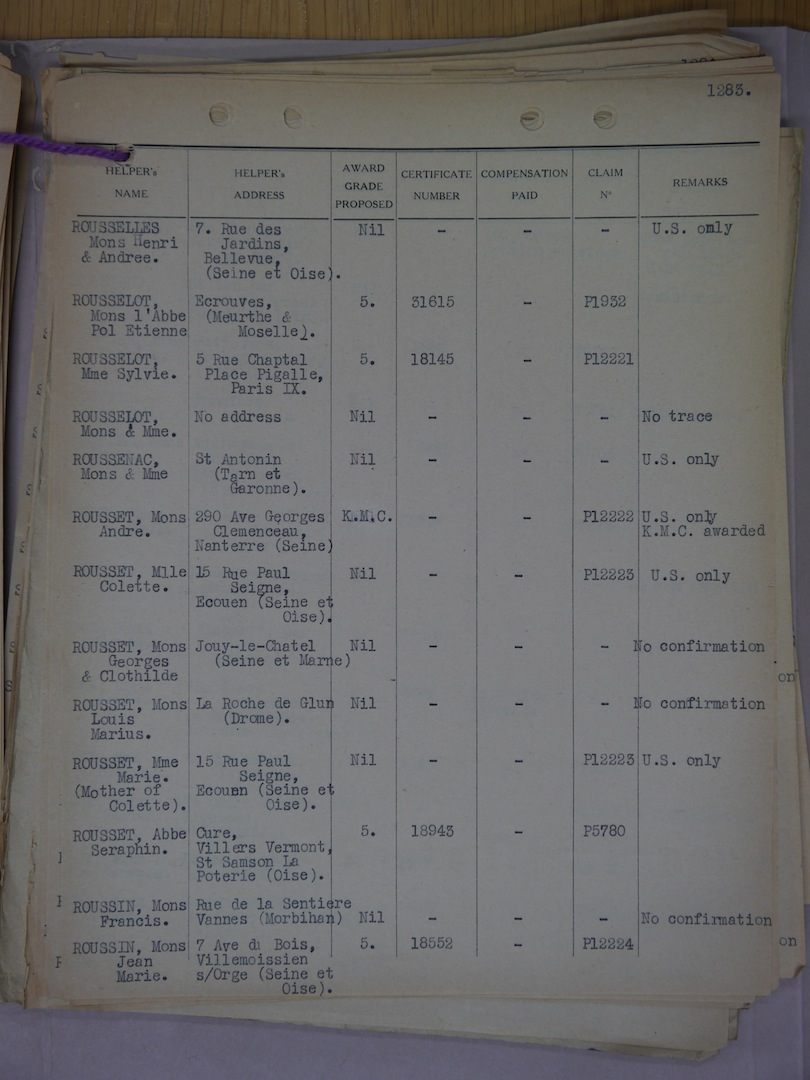 1283.
HELPER's NAME | HELPER's ADDRESS | AWARD GRADE PROPOSED | CERTIFICATE NUMBER | COMPENSATION PAID | CLAIM N° | REMARKS
ROUSSELLES 7. Rue des Nil - - - U.S. only
Mons Henri Jardins,
& Andree. Bellevue,
(Seine et Oise).
ROUSSELOT, Ecrouves, 5. 31615 - P1932
Mons l'Abbe (Meurthe &
Pol Etienne Moselle).
ROUSSELOT, 5 Rue Chaptal 5. 18145 - P12221
Mme Sylvie. Place Pigalle,
Paris IX.
ROUSSELOT, No address Nil - - - No trace
Mons & Mme.
ROUSSENAC, St Antonin Nil - - - U.S. only
Mons & Mme (Tarn et
Garonne).
ROUSSET, Mons 290 Ave Georges K.M.C. - - P12222 U.S. only
Andre. Clemenceau, K.M.C. awarded
Nanterre (Seine)
ROUSSET, Mlle 15 Rue Paul Nil - - P12223 U.S. only
Colette. Seigne,
Ecouen (Seine et
Oise).
ROUSSET, Mons Jouy-le-Chatel Nil - - - No confirmation
Georges (Seine et Marne)
& Clothilde
ROUSSET, Mons La Roche de Glun Nil - - - No confirmation
Louis (Drome).
Marius.
ROUSSET, Mme 15 Rue Paul Nil - - P12223 U.S. only
Marie. Seigne,
(Mother of Ecouen (Seine et
Colette). Oise).
ROUSSET, Abbe Cure, 5. 18943 - P5780
Seraphin. Villers Vermont,
St Samson La
Poterie (Oise).
ROUSSIN, Mons Rue de la Sentiere
Francis. Vannes (Morbihan) Nil - - - No confirmation
ROUSSIN, Mons 7 Ave di Bois, 5. 18552 - P12224
Jean Villemoissien
Marie. s/Orge (Seine et
Oise).